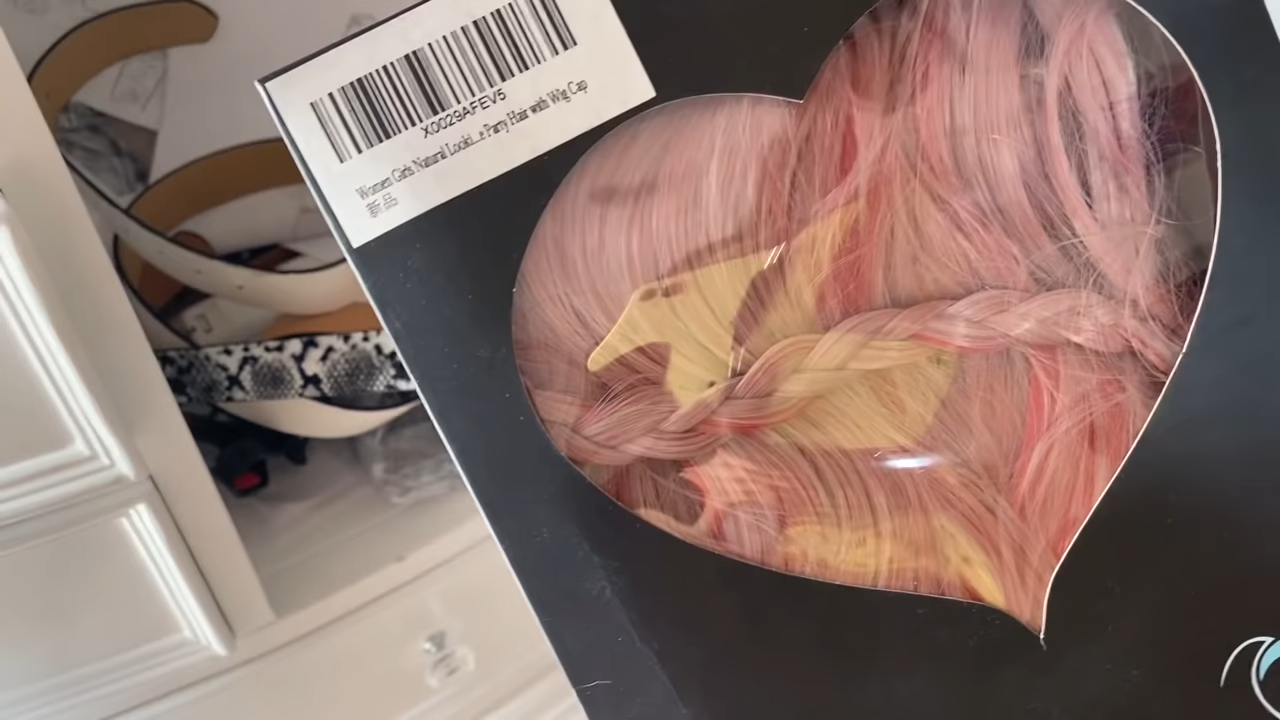 X0029AFEV5
Women Girls Natural Looki...e Party Hair with Wig Cap
新品